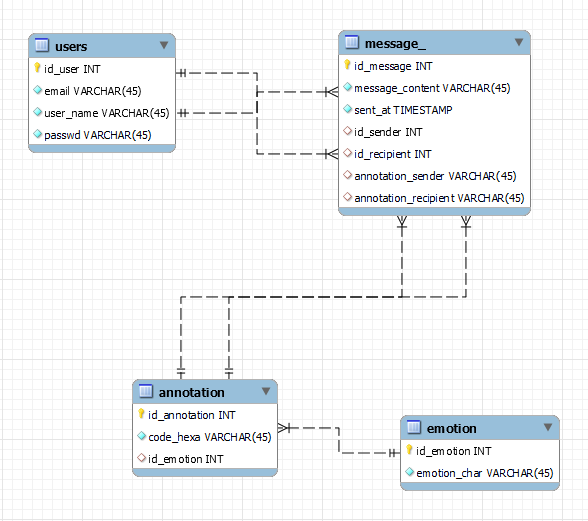 users
id_user INT
email VARCHAR(45)
user_name VARCHAR(45)
passwd VARCHAR(45)
message_
id_message INT
message_content VARCHAR(45)
sent_at TIMESTAMP
id_sender INT
id_recipient INT
annotation_sender VARCHAR(45)
annotation_recipient VARCHAR(45)
annotation
id_annotation INT
code_hexa VARCHAR(45)
id_emotion INT
emotion
id_emotion INT
emotion_char VARCHAR(45)